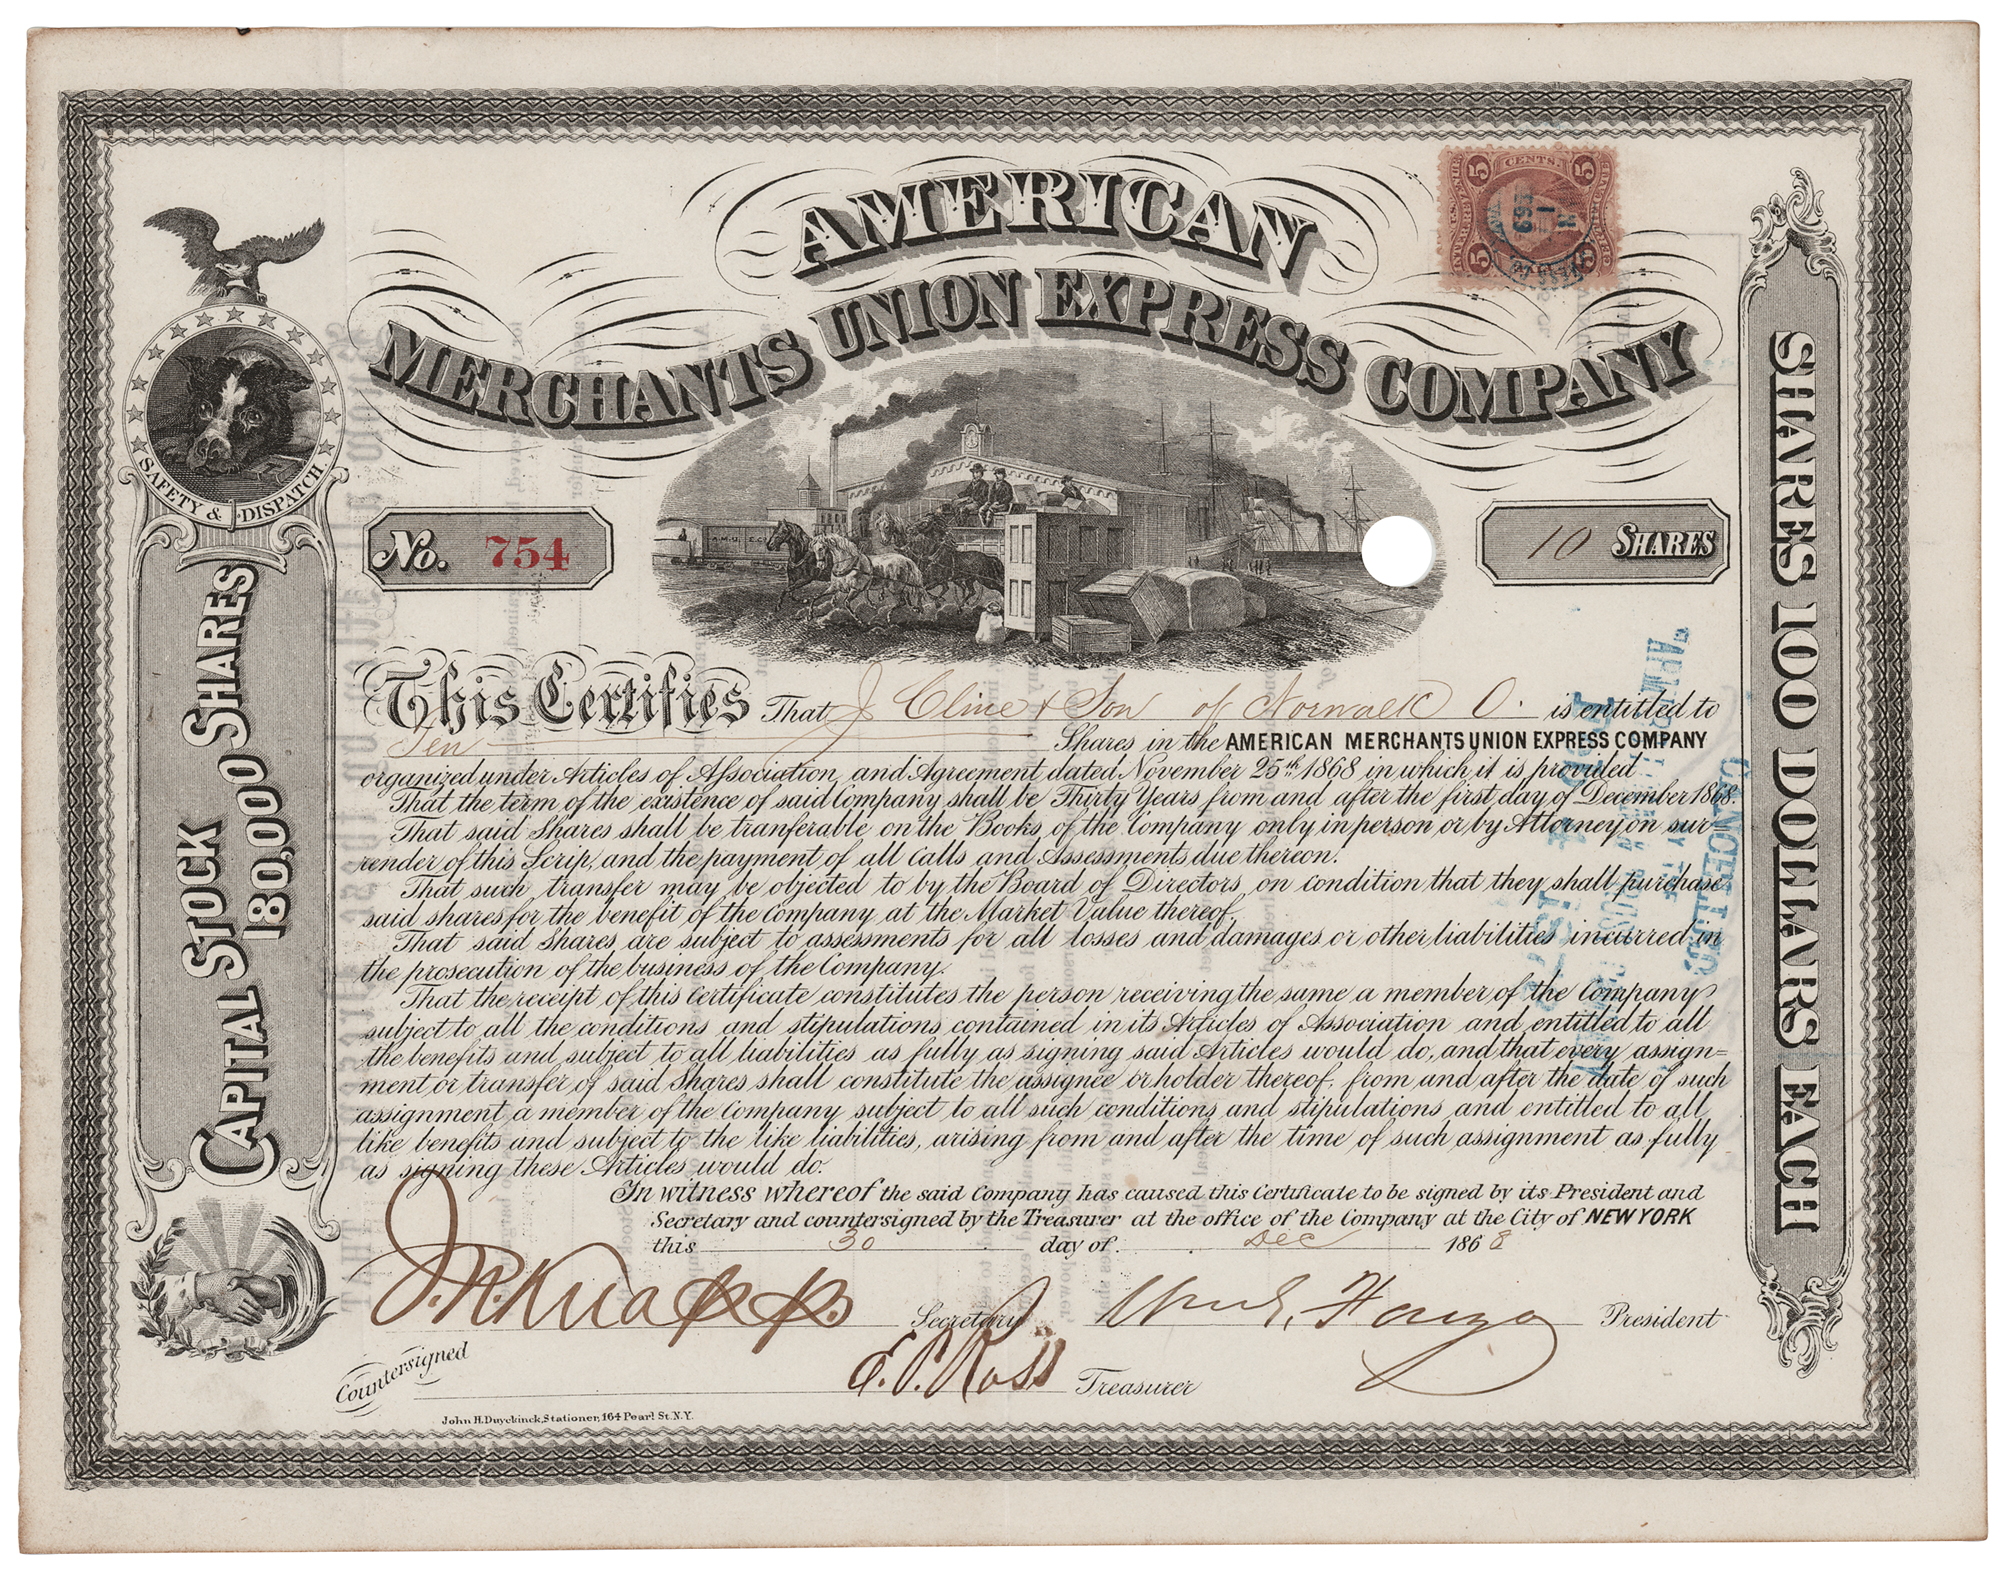 AMERICAN
MERCHANTS UNION EXPRESS COMPANY
5 CENTS. 5
5 5
SAFETY & DISPATCH
CAPITAL STOCK
180,000 SHARES
SHARES 100 DOLLARS EACH
No. 754
10 SHARES
This Certifies That J Cline & Son of Norwalk O. is entitled to
Ten Shares in the AMERICAN MERCHANTS UNION EXPRESS COMPANY
organized under Articles of Association, and Agreement dated November 25th 1868 in which it is provided
That the term of the existence of said Company shall be Thirty Years from and after the first day of December 1868.
That said Shares shall be tranferable on the Books, of the Company only in person or by Attorney on sur=
render of this Scrip, and the payment of all Calls and Assessments due thereon.
That such transfer may be objected to by the Board of Directors, on condition that they shall purchase
said shares for the benefit of the Company at the Market Value thereof.
That said Shares are subject to assessments for all losses and damages or other liabilities incurred in
the prosecution of the business of the Company.
That the receipt of this Certificate constitutes the person receiving the same a member of the Company
subject to all the conditions and stipulations contained in its Articles of Association and entitled to all
the benefits and subject to all liabilities as fully as signing said Articles would do, and that every assign=
ment or transfer of said Shares shall constitute the assignee or holder thereof, from and after the date of such
assignment a member of the Company subject to all such conditions and stipulations and entitled to all
like benefits and subject to the like liabilities, arising from and after the time of such assignment as fully
as signing these Articles would do.
In witness whereof the said Company has caused this Certificate to be signed by its President and
Secretary and countersigned by the Treasurer at the office of the Company at the City of NEW YORK
this 30 day of Dec 1868
J. N. Knapp Secretary Wm G. Fargo President
Countersigned E. P. Ross Treasurer
John H. Duyckinck, Stationer, 164 Pearl St. N.Y.
CANCELLED